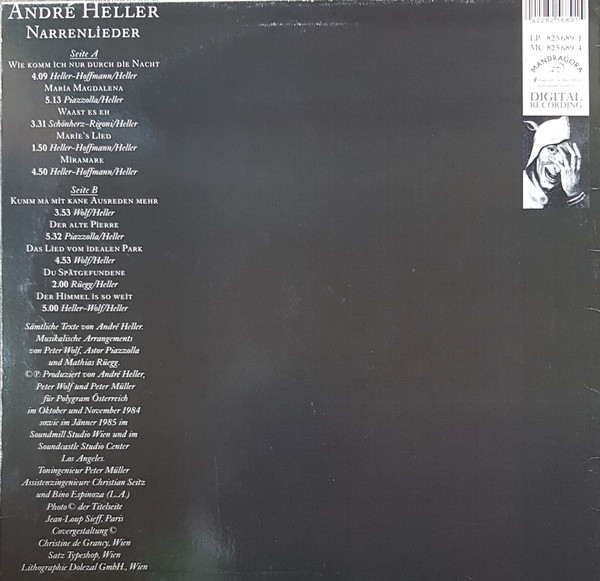 ANDRÉ HELLER
NARRENLIEDER
Seite A
WIE KOMM ICH NUR DURCH DIE NACHT
4.09 Heller-Hoffmann/Heller
MARIA MAGDALENA
5.13 Piazzolla/Heller
WAAST ES EH
3.31 Schönherz-Rigoni/Heller
MARIE'S LIED
1.50 Heller-Hoffmann/Heller
MIRAMARE
4.50 Heller-Hoffmann/Heller
Seite B
KUMM MA MIT KANE AUSREDEN MEHR
3.53 Wolf/Heller
DER ALTE PIERRE
5.32 Piazzolla/Heller
DAS LIED VOM IDEALEN PARK
4.53 Wolf/Heller
DU SPÄTGEFUNDENE
2.00 Rüegg/Heller
DER HIMMEL IS SO WEIT
5.00 Heller-Wolf/Heller
Sämtliche Texte von André Heller.
Musikalische Arrangements
von Peter Wolf, Astor Piazzolla
und Mathias Rüegg.
©℗ Produziert von André Heller,
Peter Wolf und Peter Müller
für Polygram Österreich
im Oktober und November 1984
sowie im Jänner 1985 im
Soundmill Studio Wien und im
Soundcastle Studio Center
Los Angeles.
Toningenieur Peter Müller
Assistenzingenieure Christian Seitz
und Bino Espinoza (L.A.)
Photo © der Titelseite
Jean-Loup Sieff, Paris
Covergestaltung ©
Christine de Grancy, Wien
Satz Typeshop, Wien
Lithographie Dolezal GmbH., Wien
LP 825 689-1
MC 825 689-4
MANDRAGORA
DIGITAL
RECORDING